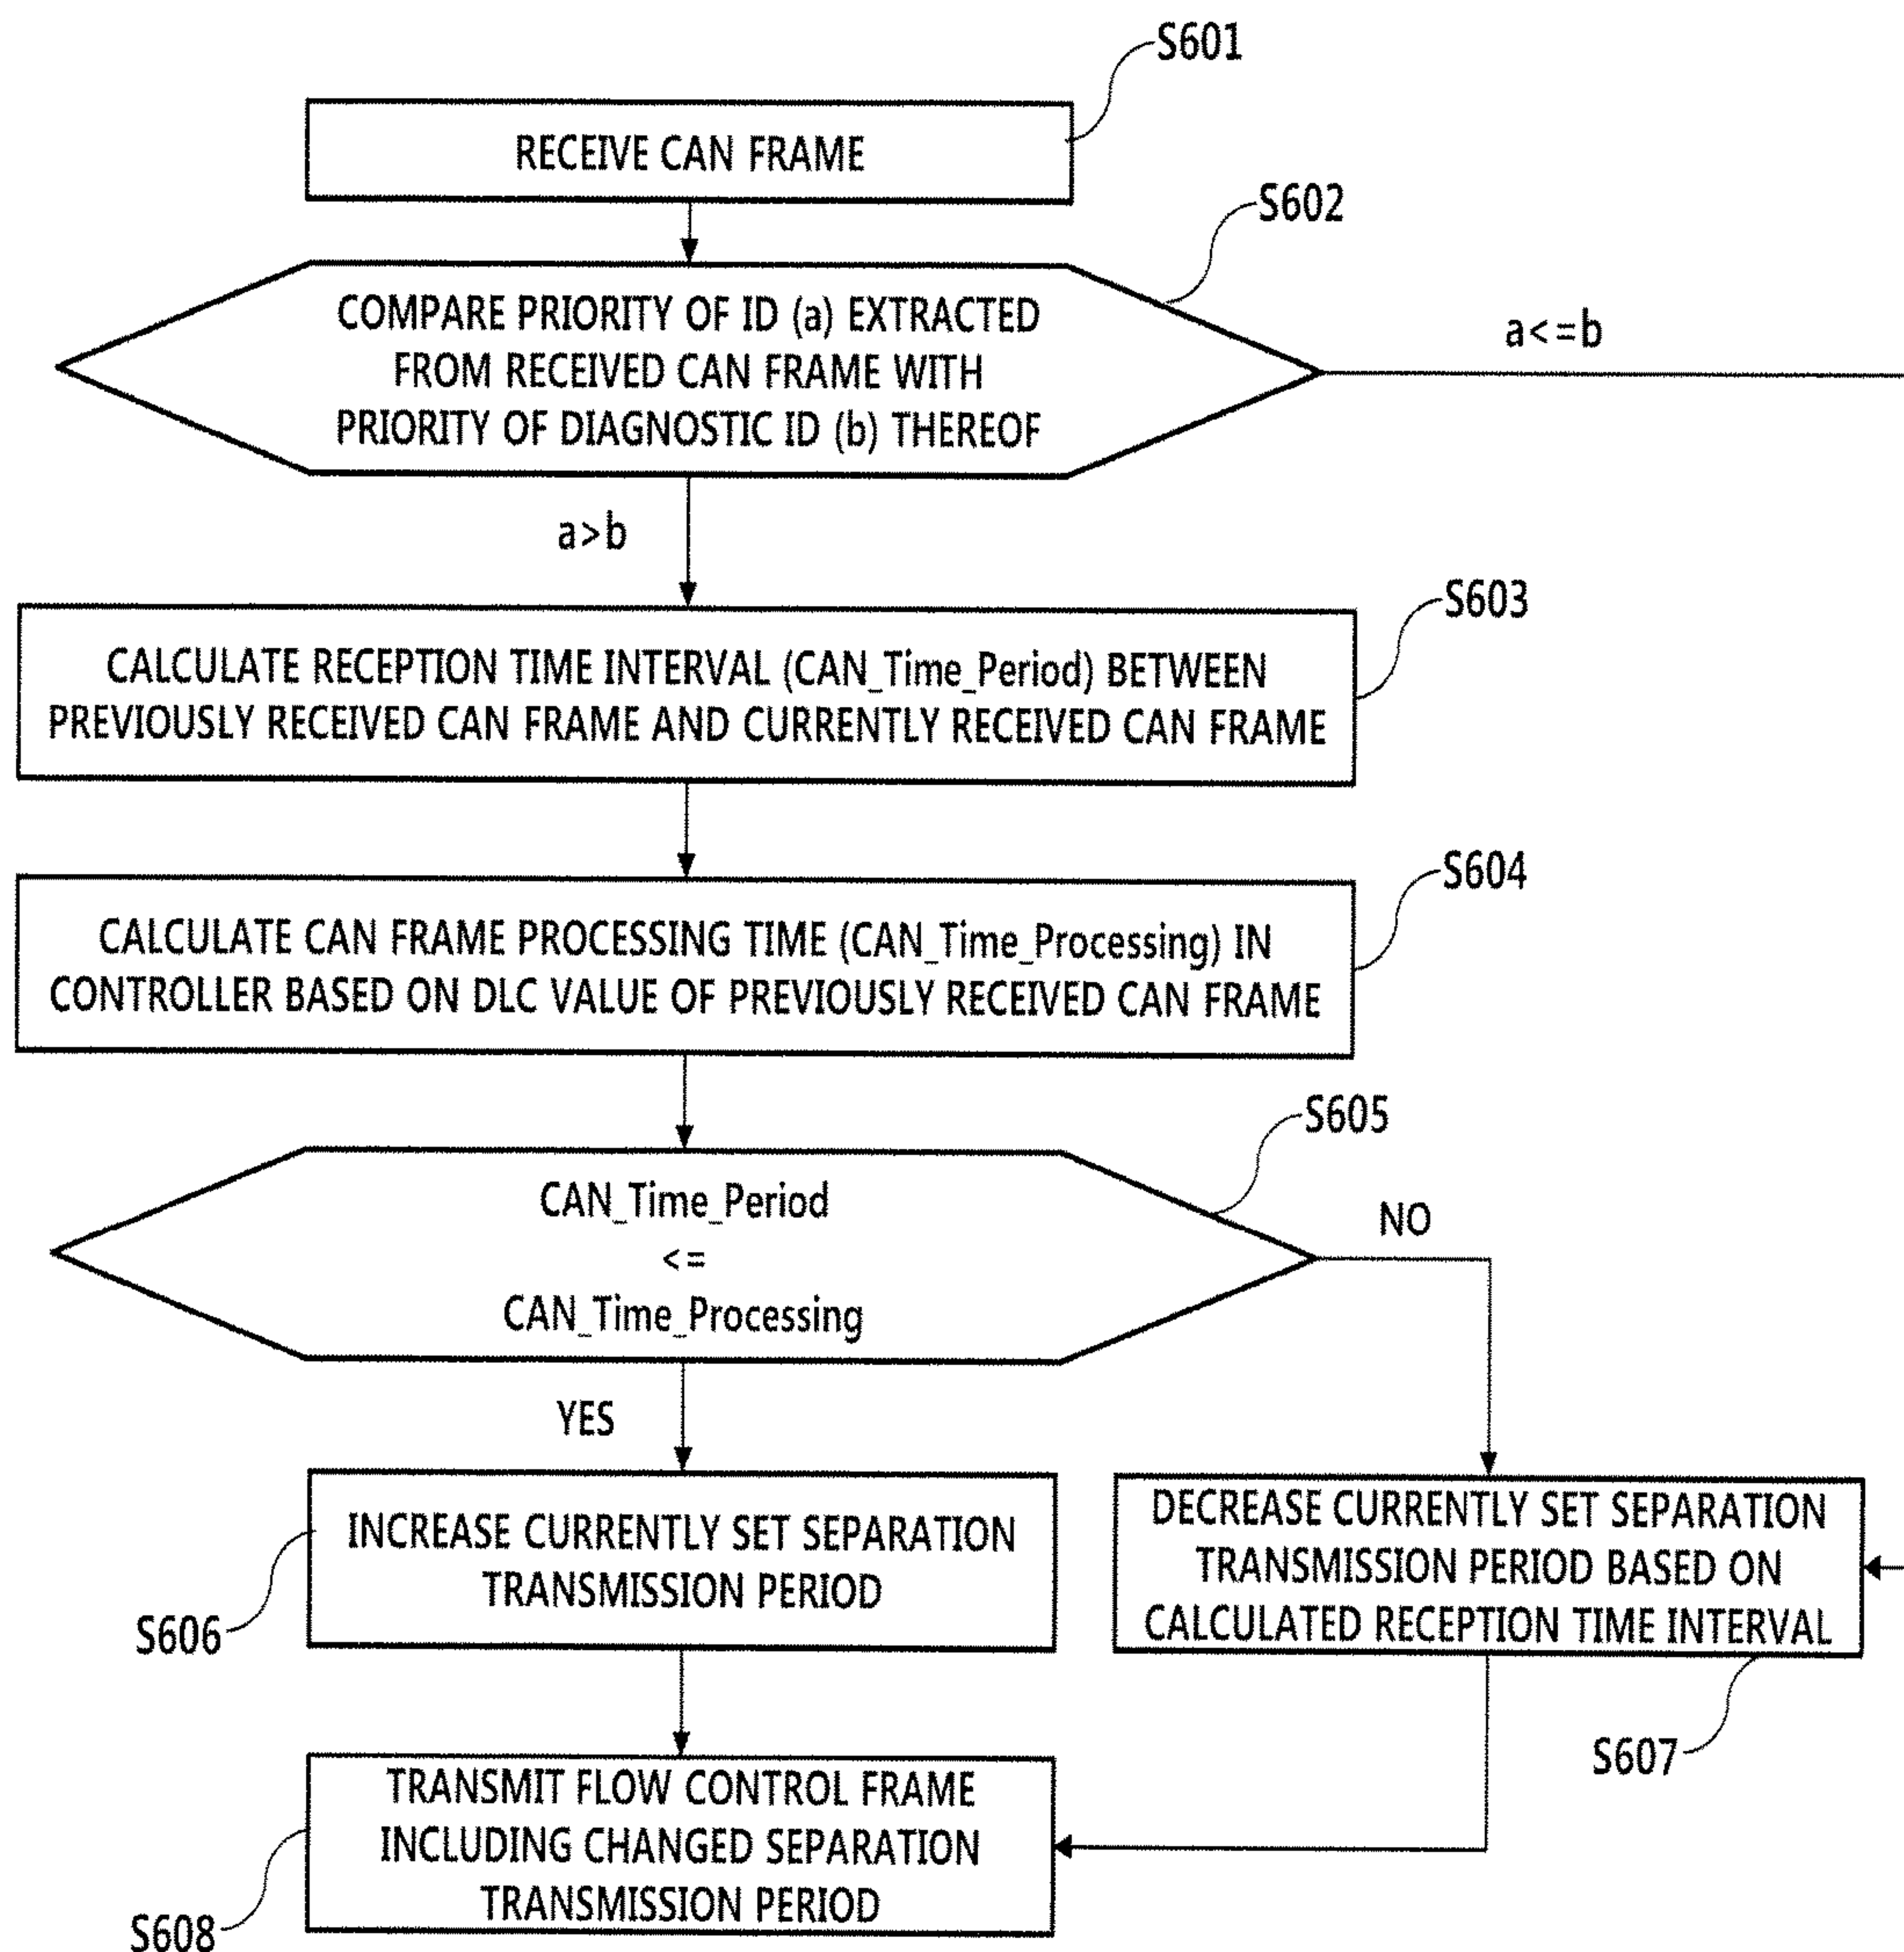 S601
RECEIVE CAN FRAME
S602
COMPARE PRIORITY OF ID (a) EXTRACTED
FROM RECEIVED CAN FRAME WITH
PRIORITY OF DIAGNOSTIC ID (b) THEREOF
a<=b
a>b
S603
CALCULATE RECEPTION TIME INTERVAL (CAN_Time_Period) BETWEEN
PREVIOUSLY RECEIVED CAN FRAME AND CURRENTLY RECEIVED CAN FRAME
S604
CALCULATE CAN FRAME PROCESSING TIME (CAN_Time_Processing) IN
CONTROLLER BASED ON DLC VALUE OF PREVIOUSLY RECEIVED CAN FRAME
S605
CAN_Time_Period
<=
CAN_Time_Processing
NO
YES
INCREASE CURRENTLY SET SEPARATION
TRANSMISSION PERIOD
S606
DECREASE CURRENTLY SET SEPARATION
TRANSMISSION PERIOD BASED ON
CALCULATED RECEPTION TIME INTERVAL
S607
TRANSMIT FLOW CONTROL FRAME
INCLUDING CHANGED SEPARATION
TRANSMISSION PERIOD
S608